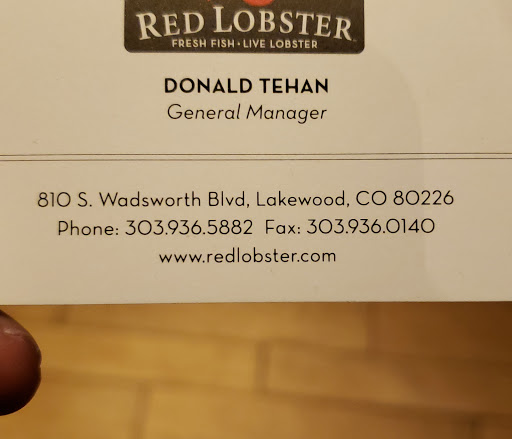 RED LOBSTER
FRESH FISH • LIVE LOBSTER
DONALD TEHAN
General Manager
810 S. Wadsworth Blvd, Lakewood, CO 80226
Phone: 303.936.5882 Fax: 303.936.0140
www.redlobster.com